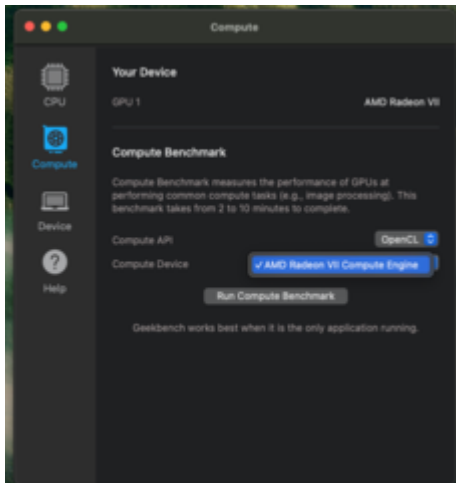 Compute
CPU
Compute
Device
Help
Your Device
GPU 1 AMD Radeon VII
Compute Benchmark
Compute Benchmark measures the performance of GPUs at
performing common compute tasks (e.g., image processing). This
benchmark takes from 2 to 10 minutes to complete.
Compute API OpenCL
Compute Device ✓ AMD Radeon VII Compute Engine
Run Compute Benchmark
Geekbench works best when it is the only application running.